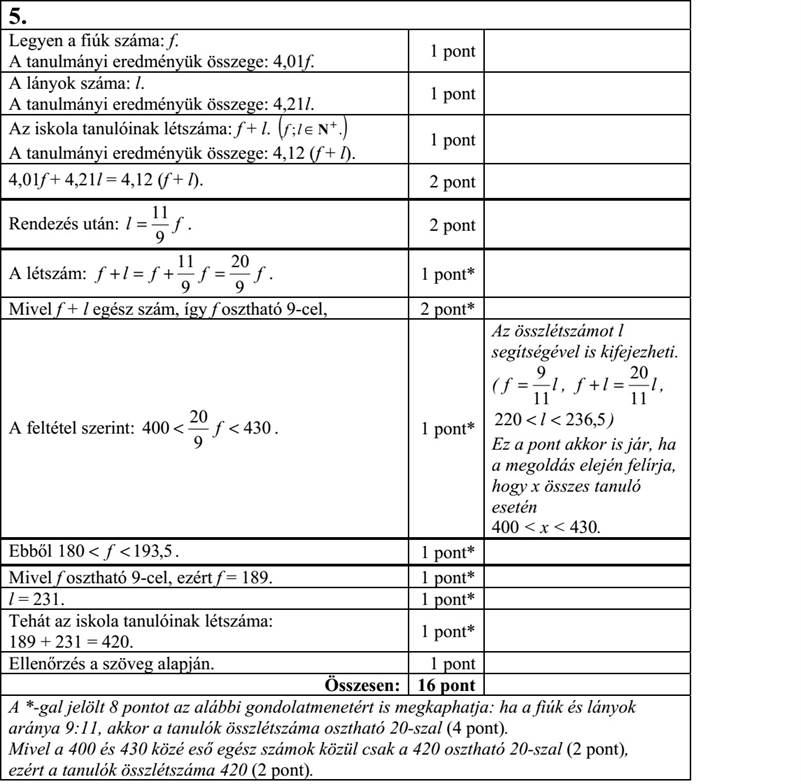 5.
Legyen a fiúk száma: f.
A tanulmányi eredményük összege: 4,01f.
1 pont
A lányok száma: l.
A tanulmányi eredményük összege: 4,21l.
1 pont
Az iskola tanulóinak létszáma: f + l. (f; l ∈ N⁺.)
A tanulmányi eredményük összege: 4,12 (f + l).
1 pont
4,01f + 4,21l = 4,12 (f + l).
2 pont
Rendezés után: l = 11/9 f .
2 pont
A létszám: f + l = f + 11/9 f = 20/9 f .
1 pont*
Mivel f + l egész szám, így f osztható 9-cel,
2 pont*
A feltétel szerint: 400 < 20/9 f < 430 .
1 pont*
Az összlétszámot l
segítségével is kifejezheti.
( f = 9/11 l , f + l = 20/11 l ,
220 < l < 236,5 )
Ez a pont akkor is jár, ha
a megoldás elején felírja,
hogy x összes tanuló
esetén
400 < x < 430.
Ebből 180 < f < 193,5 .
1 pont*
Mivel f osztható 9-cel, ezért f = 189.
1 pont*
l = 231.
1 pont*
Tehát az iskola tanulóinak létszáma:
189 + 231 = 420.
1 pont*
Ellenőrzés a szöveg alapján.
1 pont
Összesen: 16 pont
A *-gal jelölt 8 pontot az alábbi gondolatmenetért is megkaphatja: ha a fiúk és lányok
aránya 9:11, akkor a tanulók összlétszáma osztható 20-szal (4 pont).
Mivel a 400 és 430 közé eső egész számok közül csak a 420 osztható 20-szal (2 pont),
ezért a tanulók összlétszáma 420 (2 pont).